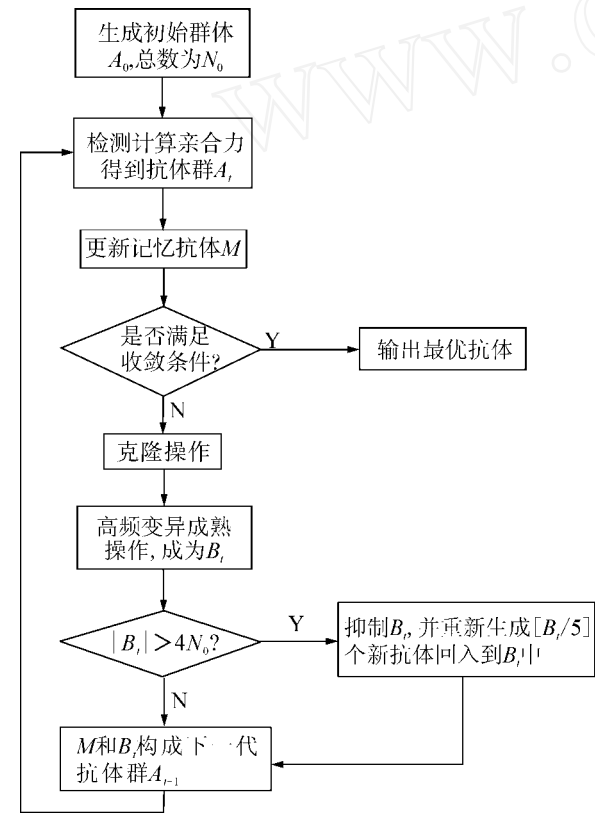 生成初始群体
A₀,总数为N₀
检测计算亲合力
得到抗体群Aₜ
更新记忆抗体M
是否满足
收敛条件?
Y
输出最优抗体
N
克隆操作
高频变异成熟
操作,成为Bₜ
|Bₜ|>4N₀?
Y
抑制Bₜ,并重新生成[Bₜ/5]
个新抗体回入到Bₜ中
N
M和Bₜ构成下一代
抗体群Aₜ₋₁
www.